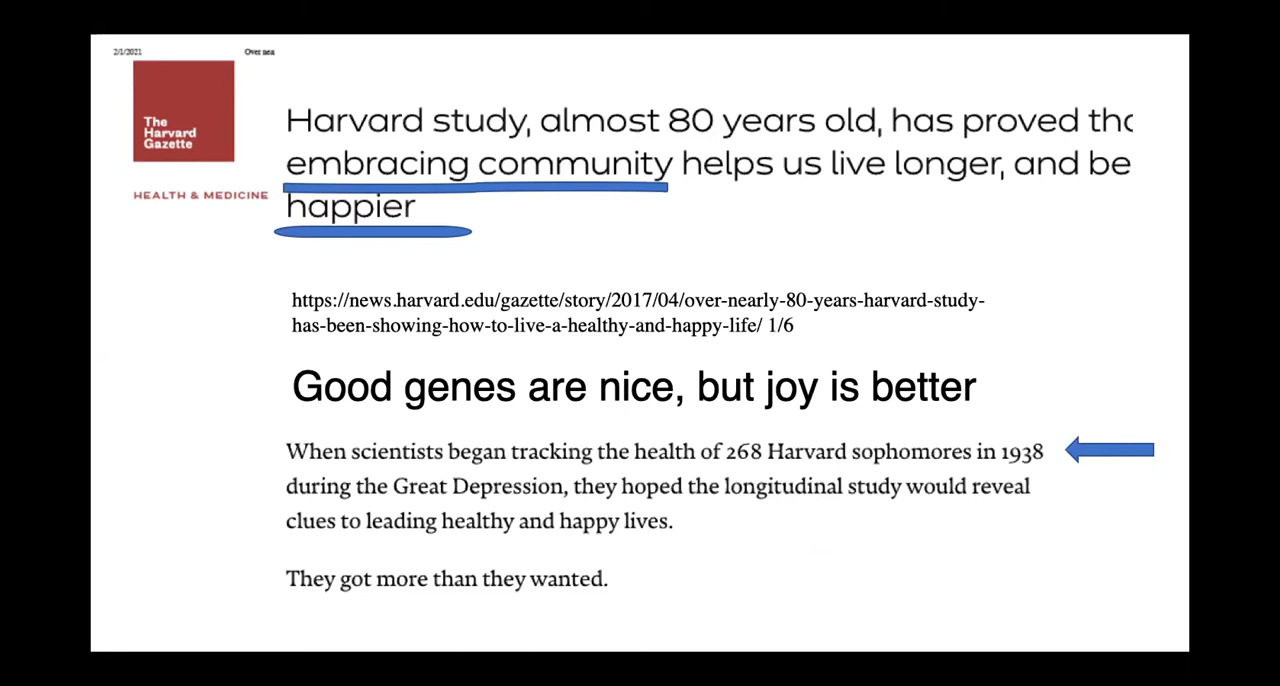 2/1/2021 Over nea
The
Harvard
Gazette
HEALTH & MEDICINE
Harvard study, almost 80 years old, has proved
embracing community helps us live longer, and be
happier
https://news.harvard.edu/gazette/story/2017/04/over-nearly-80-years-harvard-study-
has-been-showing-how-to-live-a-healthy-and-happy-life/ 1/6
Good genes are nice, but joy is better
When scientists began tracking the health of 268 Harvard sophomores in 1938
during the Great Depression, they hoped the longitudinal study would reveal
clues to leading healthy and happy lives.
They got more than they wanted.